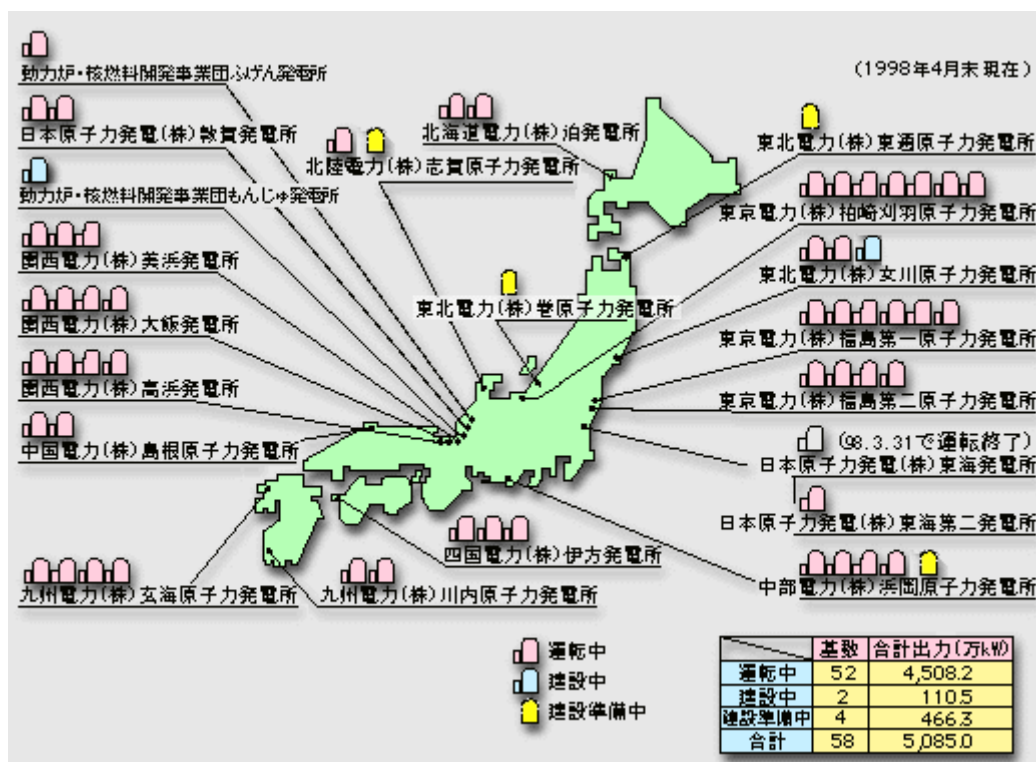 (1998年4月末現在)
動力炉・核燃料開発事業団ふげん発電所
日本原子力発電(株)敦賀発電所
動力炉・核燃料開発事業団もんじゅ発電所
関西電力(株)美浜発電所
関西電力(株)大飯発電所
関西電力(株)高浜発電所
中国電力(株)島根原子力発電所
九州電力(株)玄海原子力発電所
北陸電力(株)志賀原子力発電所
北海道電力(株)泊発電所
東北電力(株)巻原子力発電所
四国電力(株)伊方発電所
九州電力(株)川内原子力発電所
東北電力(株)東通原子力発電所
東京電力(株)柏崎刈羽原子力発電所
東北電力(株)女川原子力発電所
東京電力(株)福島第一原子力発電所
東京電力(株)福島第二原子力発電所
(98.3.31で運転終了)
日本原子力発電(株)東海発電所
日本原子力発電(株)東海第二発電所
中部電力(株)浜岡原子力発電所
運転中
建設中
建設準備中
基数 合計出力(万kW)
運転中 52 4,508.2
建設中 2 110.5
建設準備中 4 466.3
合計 58 5,085.0